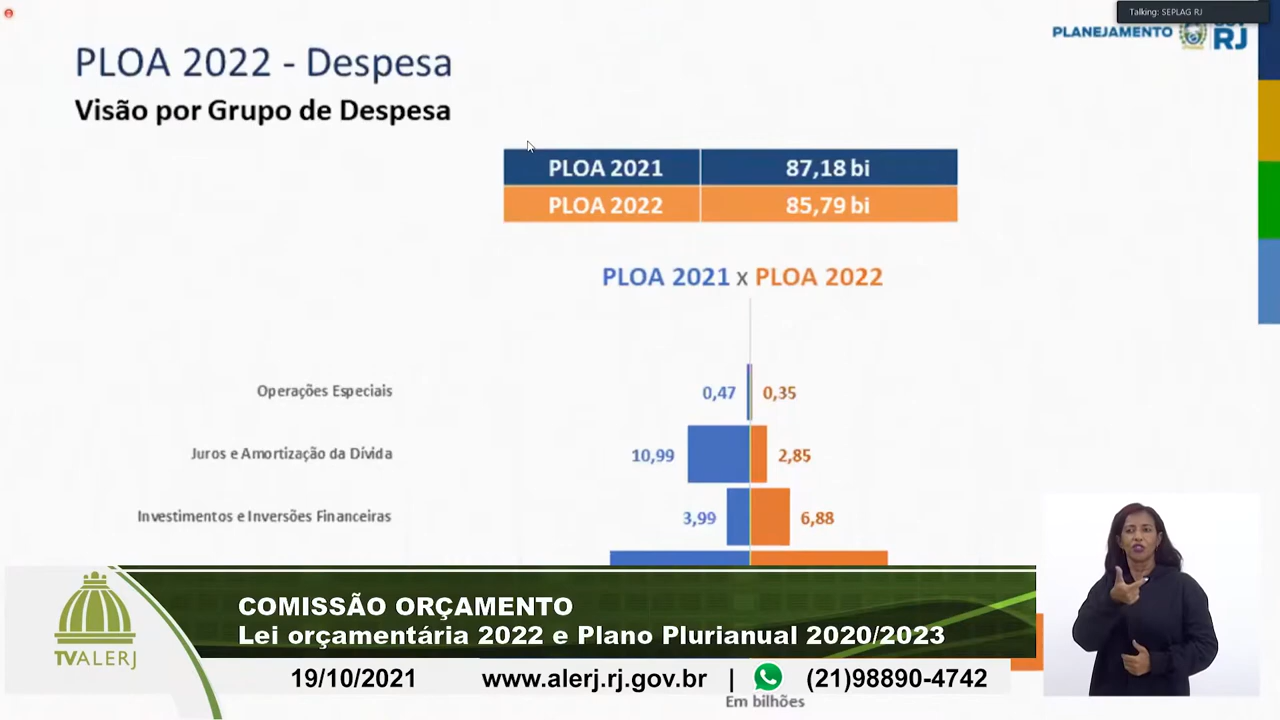 Talking: SEPLAG RJ
PLANEJAMENTO
RJ
PLOA 2022 - Despesa
Visão por Grupo de Despesa
PLOA 2021 87,18 bi
PLOA 2022 85,79 bi
PLOA 2021 x PLOA 2022
Operações Especiais 0,47 0,35
Juros e Amortização da Dívida 10,99 2,85
Investimentos e Inversões Financeiras 3,99 6,88
COMISSÃO ORÇAMENTO
Lei orçamentária 2022 e Plano Plurianual 2020/2023
TVALERJ
19/10/2021 www.alerj.rj.gov.br | (21)98890-4742
Em bilhões